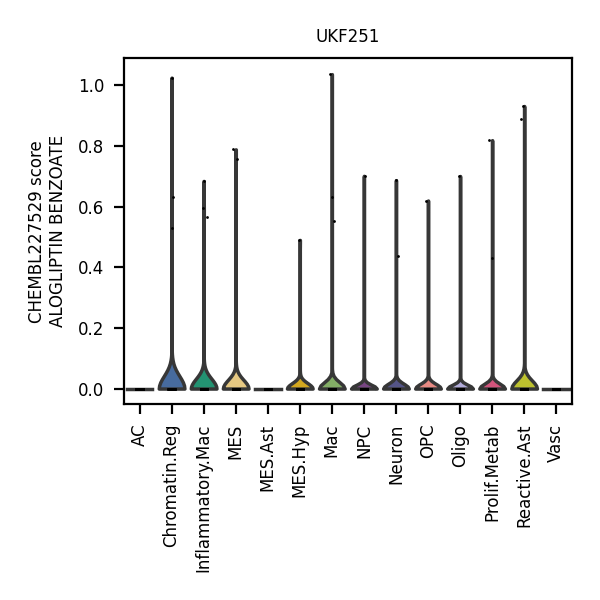 UKF251
CHEMBL227529 score
ALOGLIPTIN BENZOATE
1.0
0.8
0.6
0.4
0.2
0.0
AC
Chromatin.Reg
Inflammatory.Mac
MES
MES.Ast
MES.Hyp
Mac
NPC
Neuron
OPC
Oligo
Prolif.Metab
Reactive.Ast
Vasc